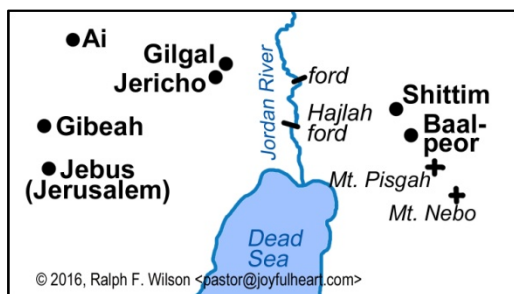 Ai
Gilgal
Jericho
Gibeah
Jebus
(Jerusalem)
Jordan River
ford
Hajlah
ford
Shittim
Baal-
peor
Mt. Pisgah
Mt. Nebo
Dead
Sea
© 2016, Ralph F. Wilson <pastor@joyfulheart.com>